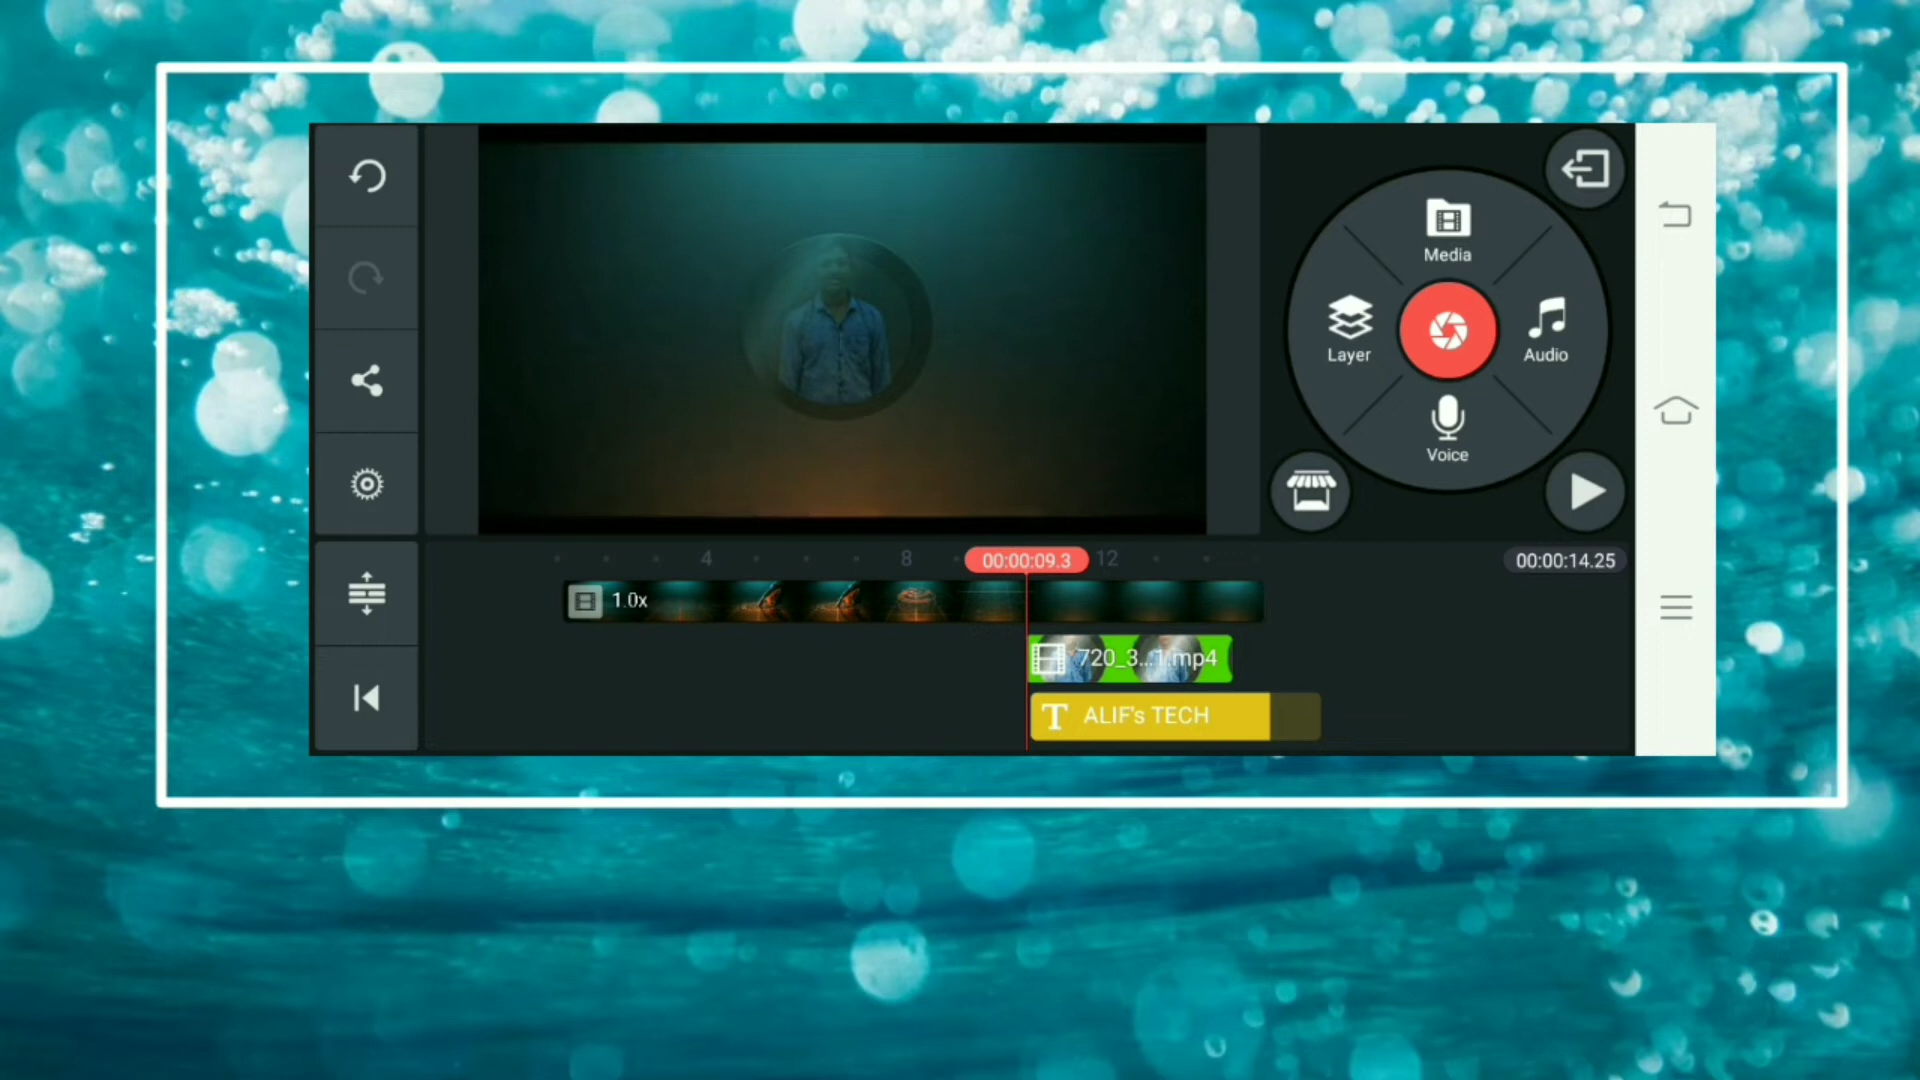 Media
Layer
Audio
Voice
4
8
00:00:09.3
12
00:00:14.25
1.0x
720_3...1.mp4
T ALIF's TECH